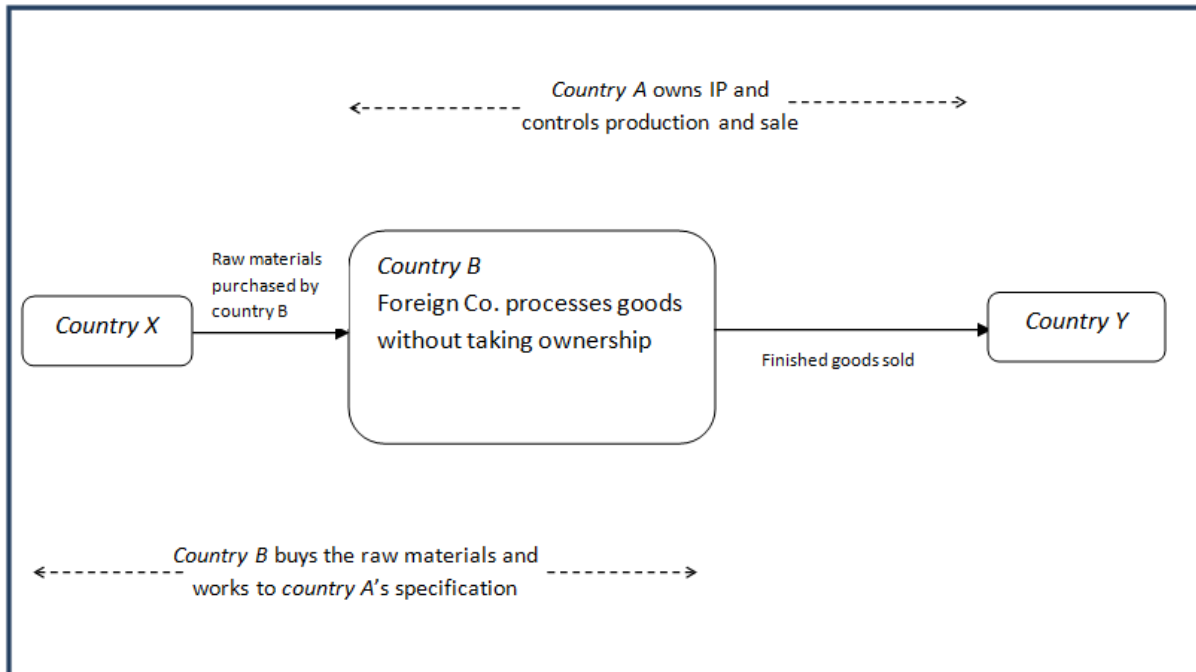 Country A owns IP and
controls production and sale
Raw materials
purchased by
country B
Country X
Country B
Foreign Co. processes goods
without taking ownership
Country Y
Finished goods sold
Country B buys the raw materials and
works to country A’s specification